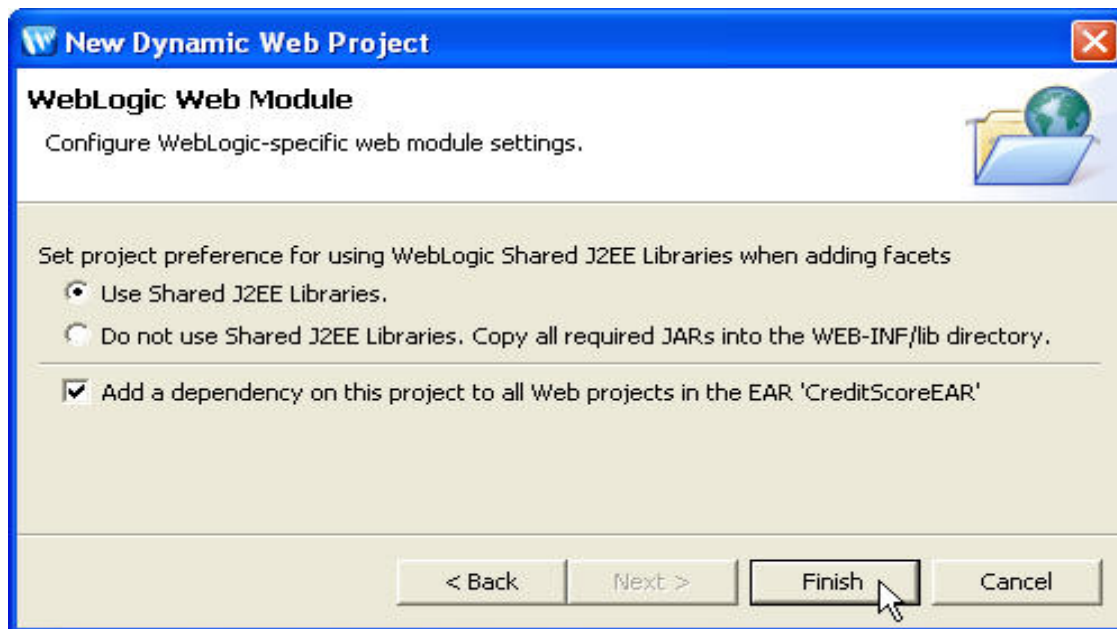 New Dynamic Web Project
WebLogic Web Module
Configure WebLogic-specific web module settings.
Set project preference for using WebLogic Shared J2EE Libraries when adding facets
Use Shared J2EE Libraries.
Do not use Shared J2EE Libraries. Copy all required JARs into the WEB-INF/lib directory.
Add a dependency on this project to all Web projects in the EAR 'CreditScoreEAR'
< Back Next > Finish Cancel